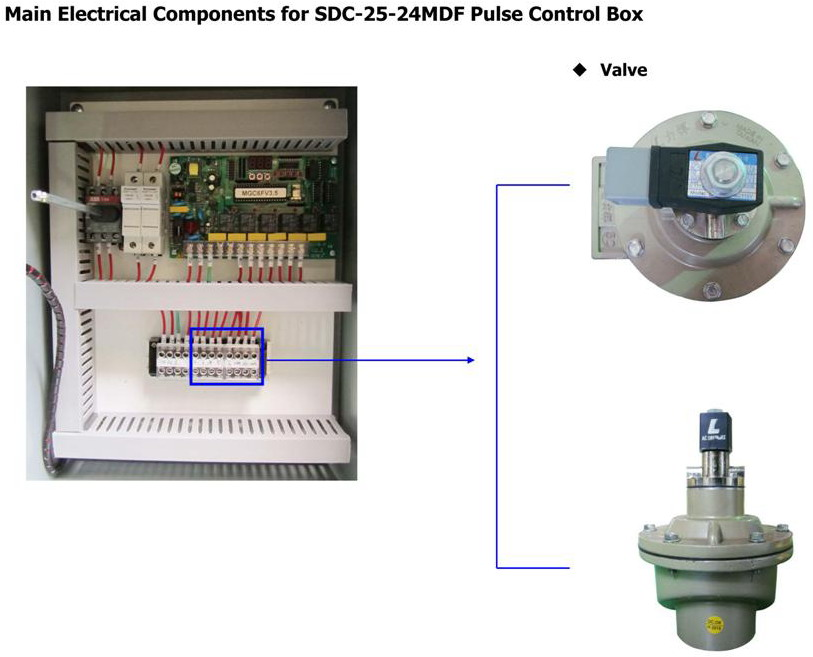 Main Electrical Components for SDC-25-24MDF Pulse Control Box
◆ Valve
MGC6FV3.5
L